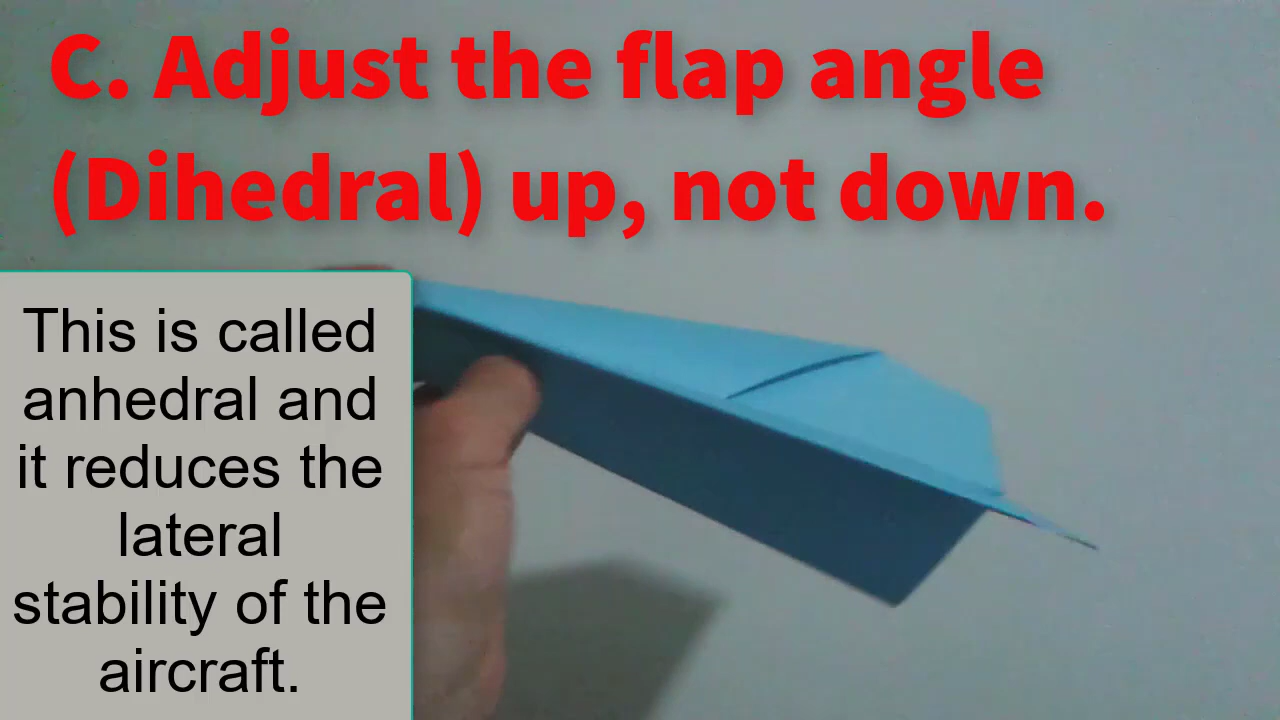 C. Adjust the flap angle
(Dihedral) up, not down.
This is called
anhedral and
it reduces the
lateral
stability of the
aircraft.